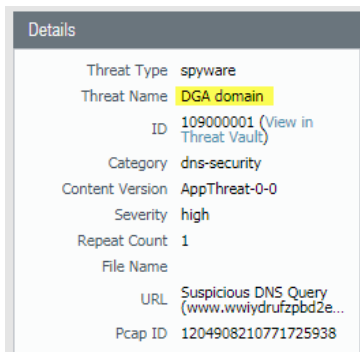 Details
Threat Type spyware
Threat Name DGA domain
ID 109000001 (View in
Threat Vault)
Category dns-security
Content Version AppThreat-0-0
Severity high
Repeat Count 1
File Name
URL Suspicious DNS Query
(www.wwiydrufzpbd2e...
Pcap ID 1204908210771725938